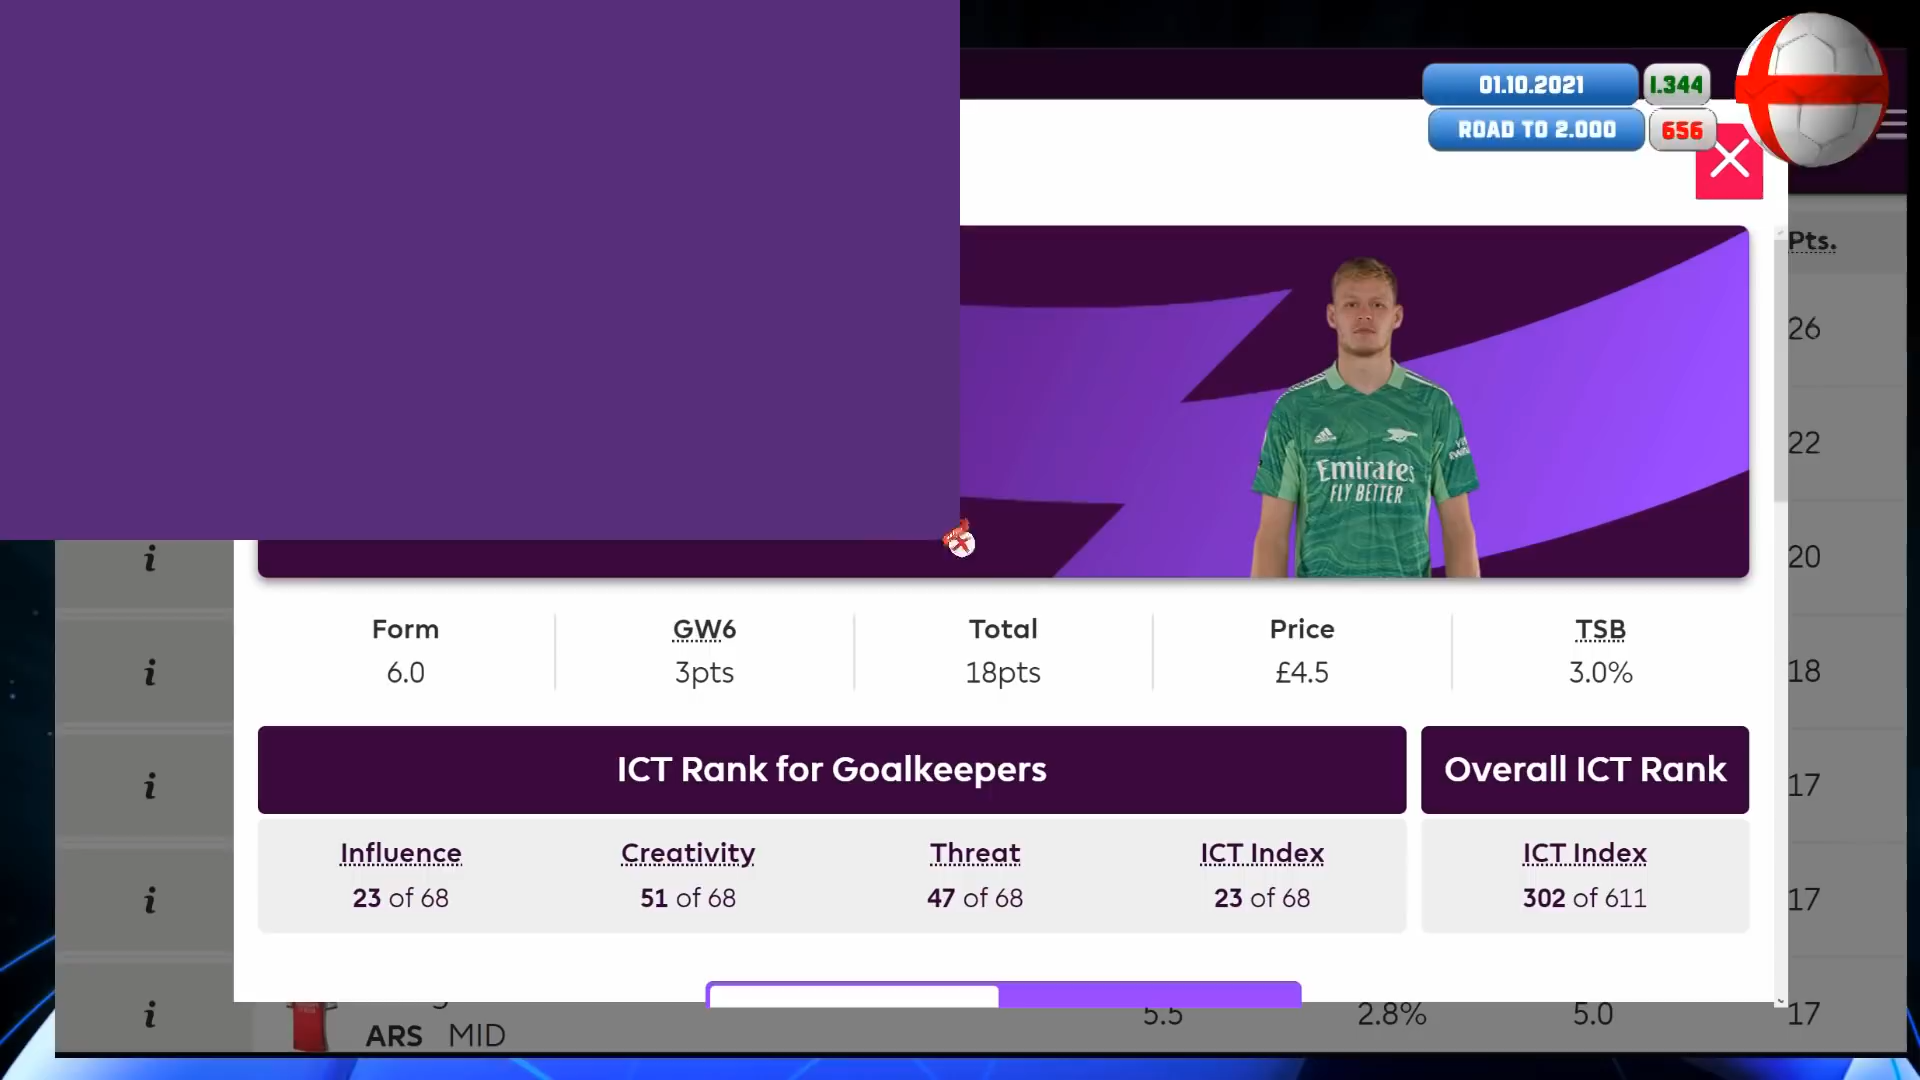 01.10.2021 1.344
ROAD TO 2.000 656
Pts.
26
22
Emirates
FLY BETTER
i 20
Form GW6 Total Price TSB
6.0 3pts 18pts £4.5 3.0%
i 18
ICT Rank for Goalkeepers Overall ICT Rank
i 17
Influence Creativity Threat ICT Index ICT Index
23 of 68 51 of 68 47 of 68 23 of 68 302 of 611
i 17
i 5.5 2.8% 5.0 17
ARS MID